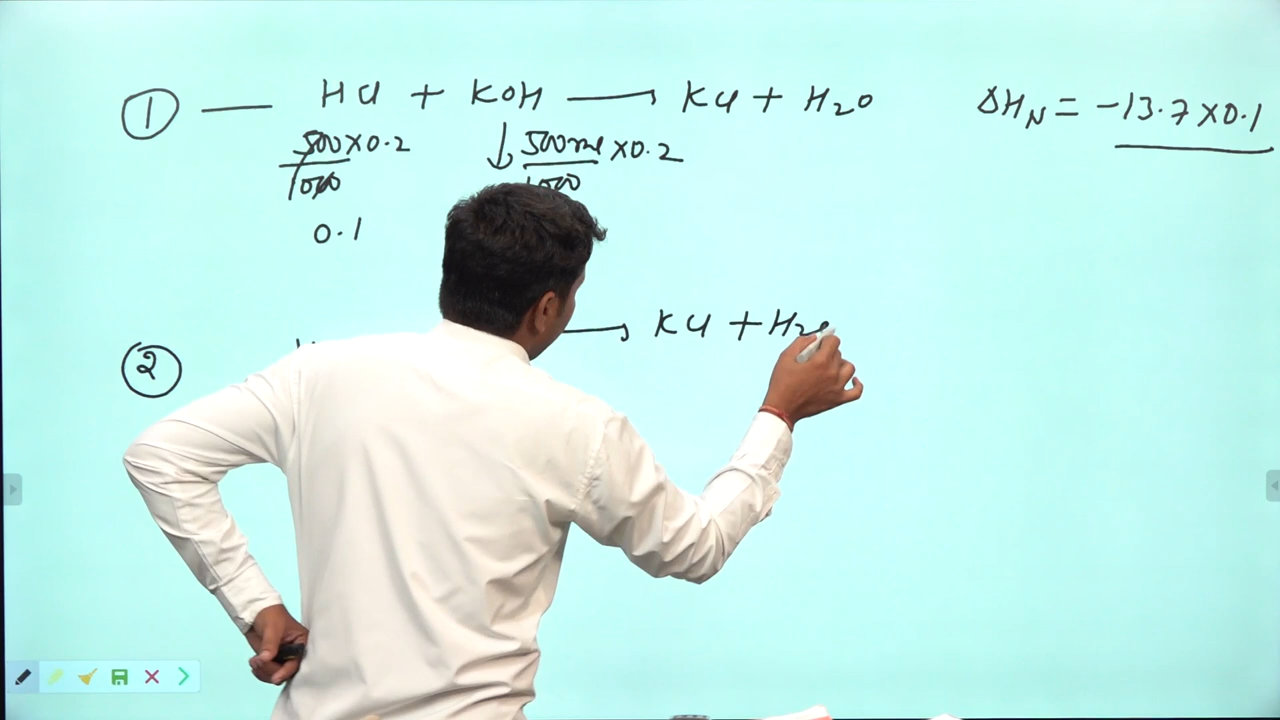 ① — HCl + KOH ⟶ KCl + H2O ΔHN = -13.7×0.1
500×0.2 ↓ 500ml×0.2
1000 1000
0.1
② ⟶ KCl + H2O